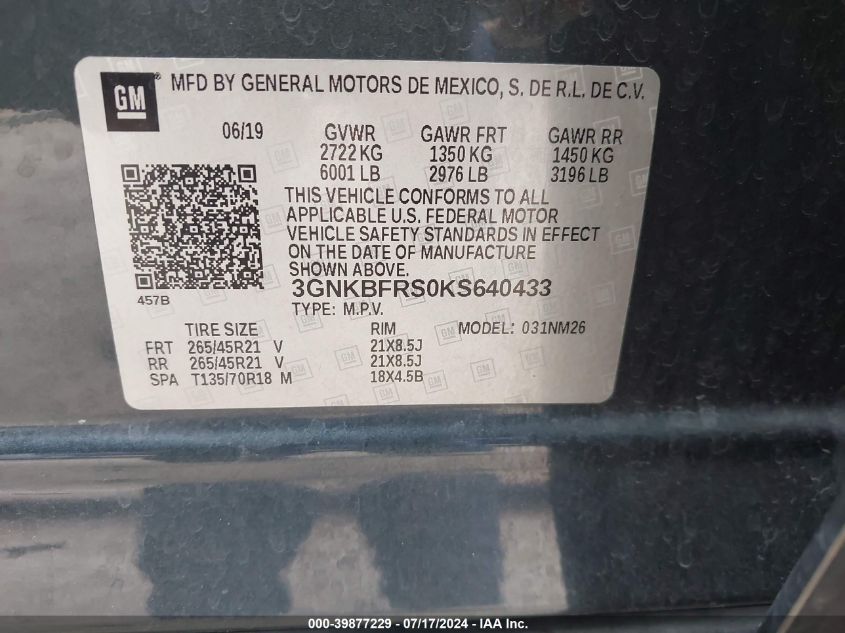 GM ® MFD BY GENERAL MOTORS DE MEXICO, S. DE R.L. DE C.V.
06/19 GVWR GAWR FRT GAWR RR
2722 KG 1350 KG 1450 KG
6001 LB 2976 LB 3196 LB
THIS VEHICLE CONFORMS TO ALL
APPLICABLE U.S. FEDERAL MOTOR
VEHICLE SAFETY STANDARDS IN EFFECT
ON THE DATE OF MANUFACTURE
SHOWN ABOVE.
3GNKBFRS0KS640433
457B
TYPE: M.P.V.
TIRE SIZE RIM MODEL: 031NM26
FRT 265/45R21 V 21X8.5J
RR 265/45R21 V 21X8.5J
SPA T135/70R18 M 18X4.5B
000-39877229 - 07/17/2024 - IAA Inc.